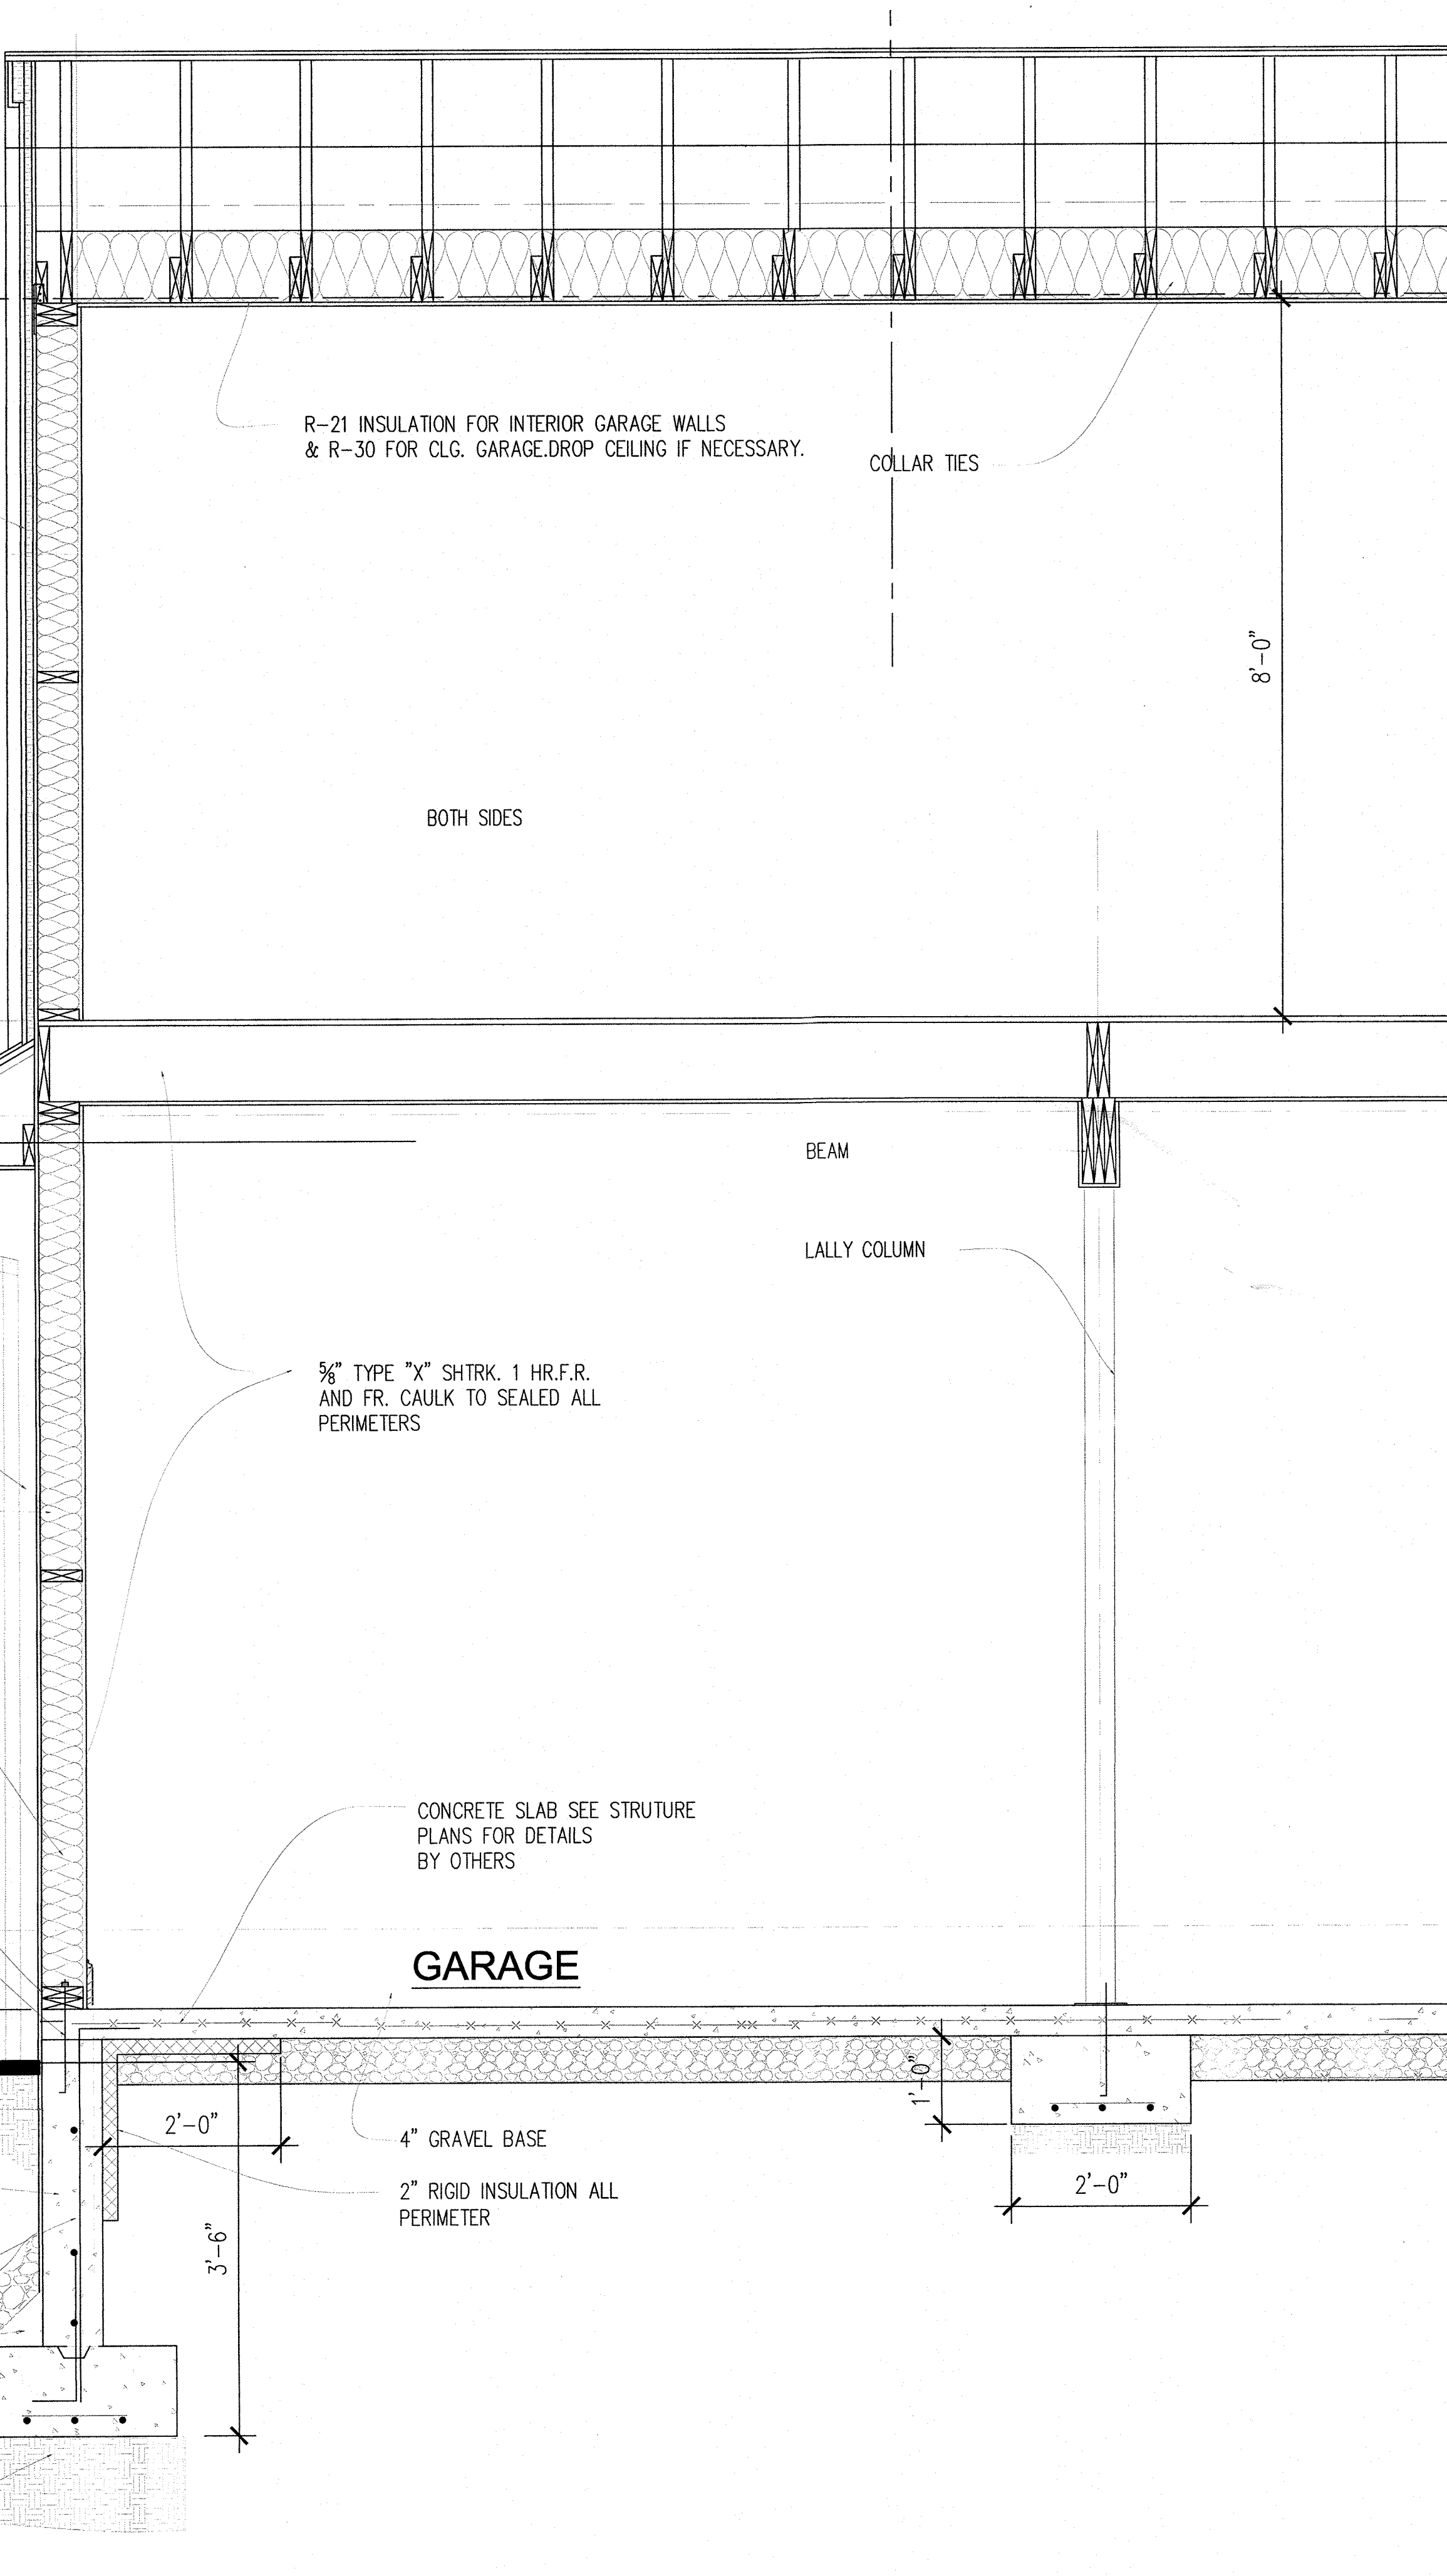 R-21 INSULATION FOR INTERIOR GARAGE WALLS
& R-30 FOR CLG. GARAGE.DROP CEILING IF NECESSARY.
COLLAR TIES
8'-0"
BOTH SIDES
BEAM
LALLY COLUMN
⅝" TYPE "X" SHTRK. 1 HR.F.R.
AND FR. CAULK TO SEALED ALL
PERIMETERS
CONCRETE SLAB SEE STRUTURE
PLANS FOR DETAILS
BY OTHERS
GARAGE
1'-0"
2'-0"
4" GRAVEL BASE
2'-0"
2" RIGID INSULATION ALL
PERIMETER
3'-6"